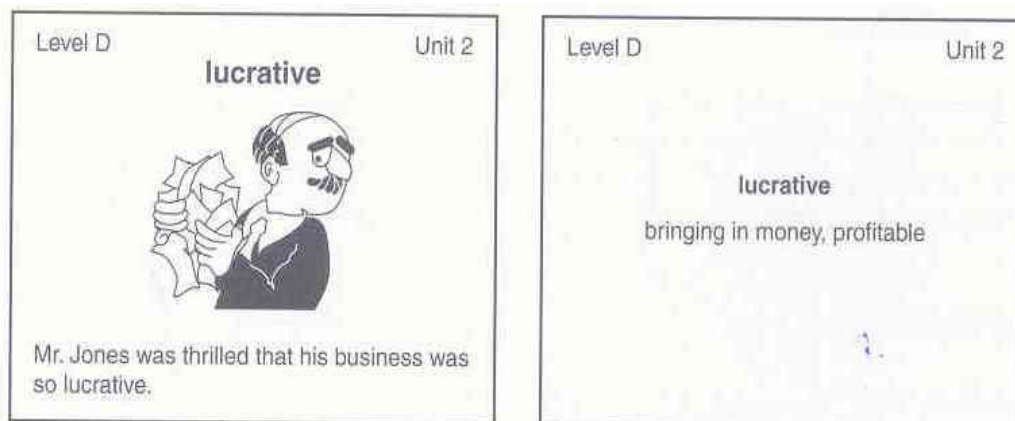 Level D
Unit 2
lucrative
Mr. Jones was thrilled that his business was
so lucrative.
Level D
Unit 2
lucrative
bringing in money, profitable